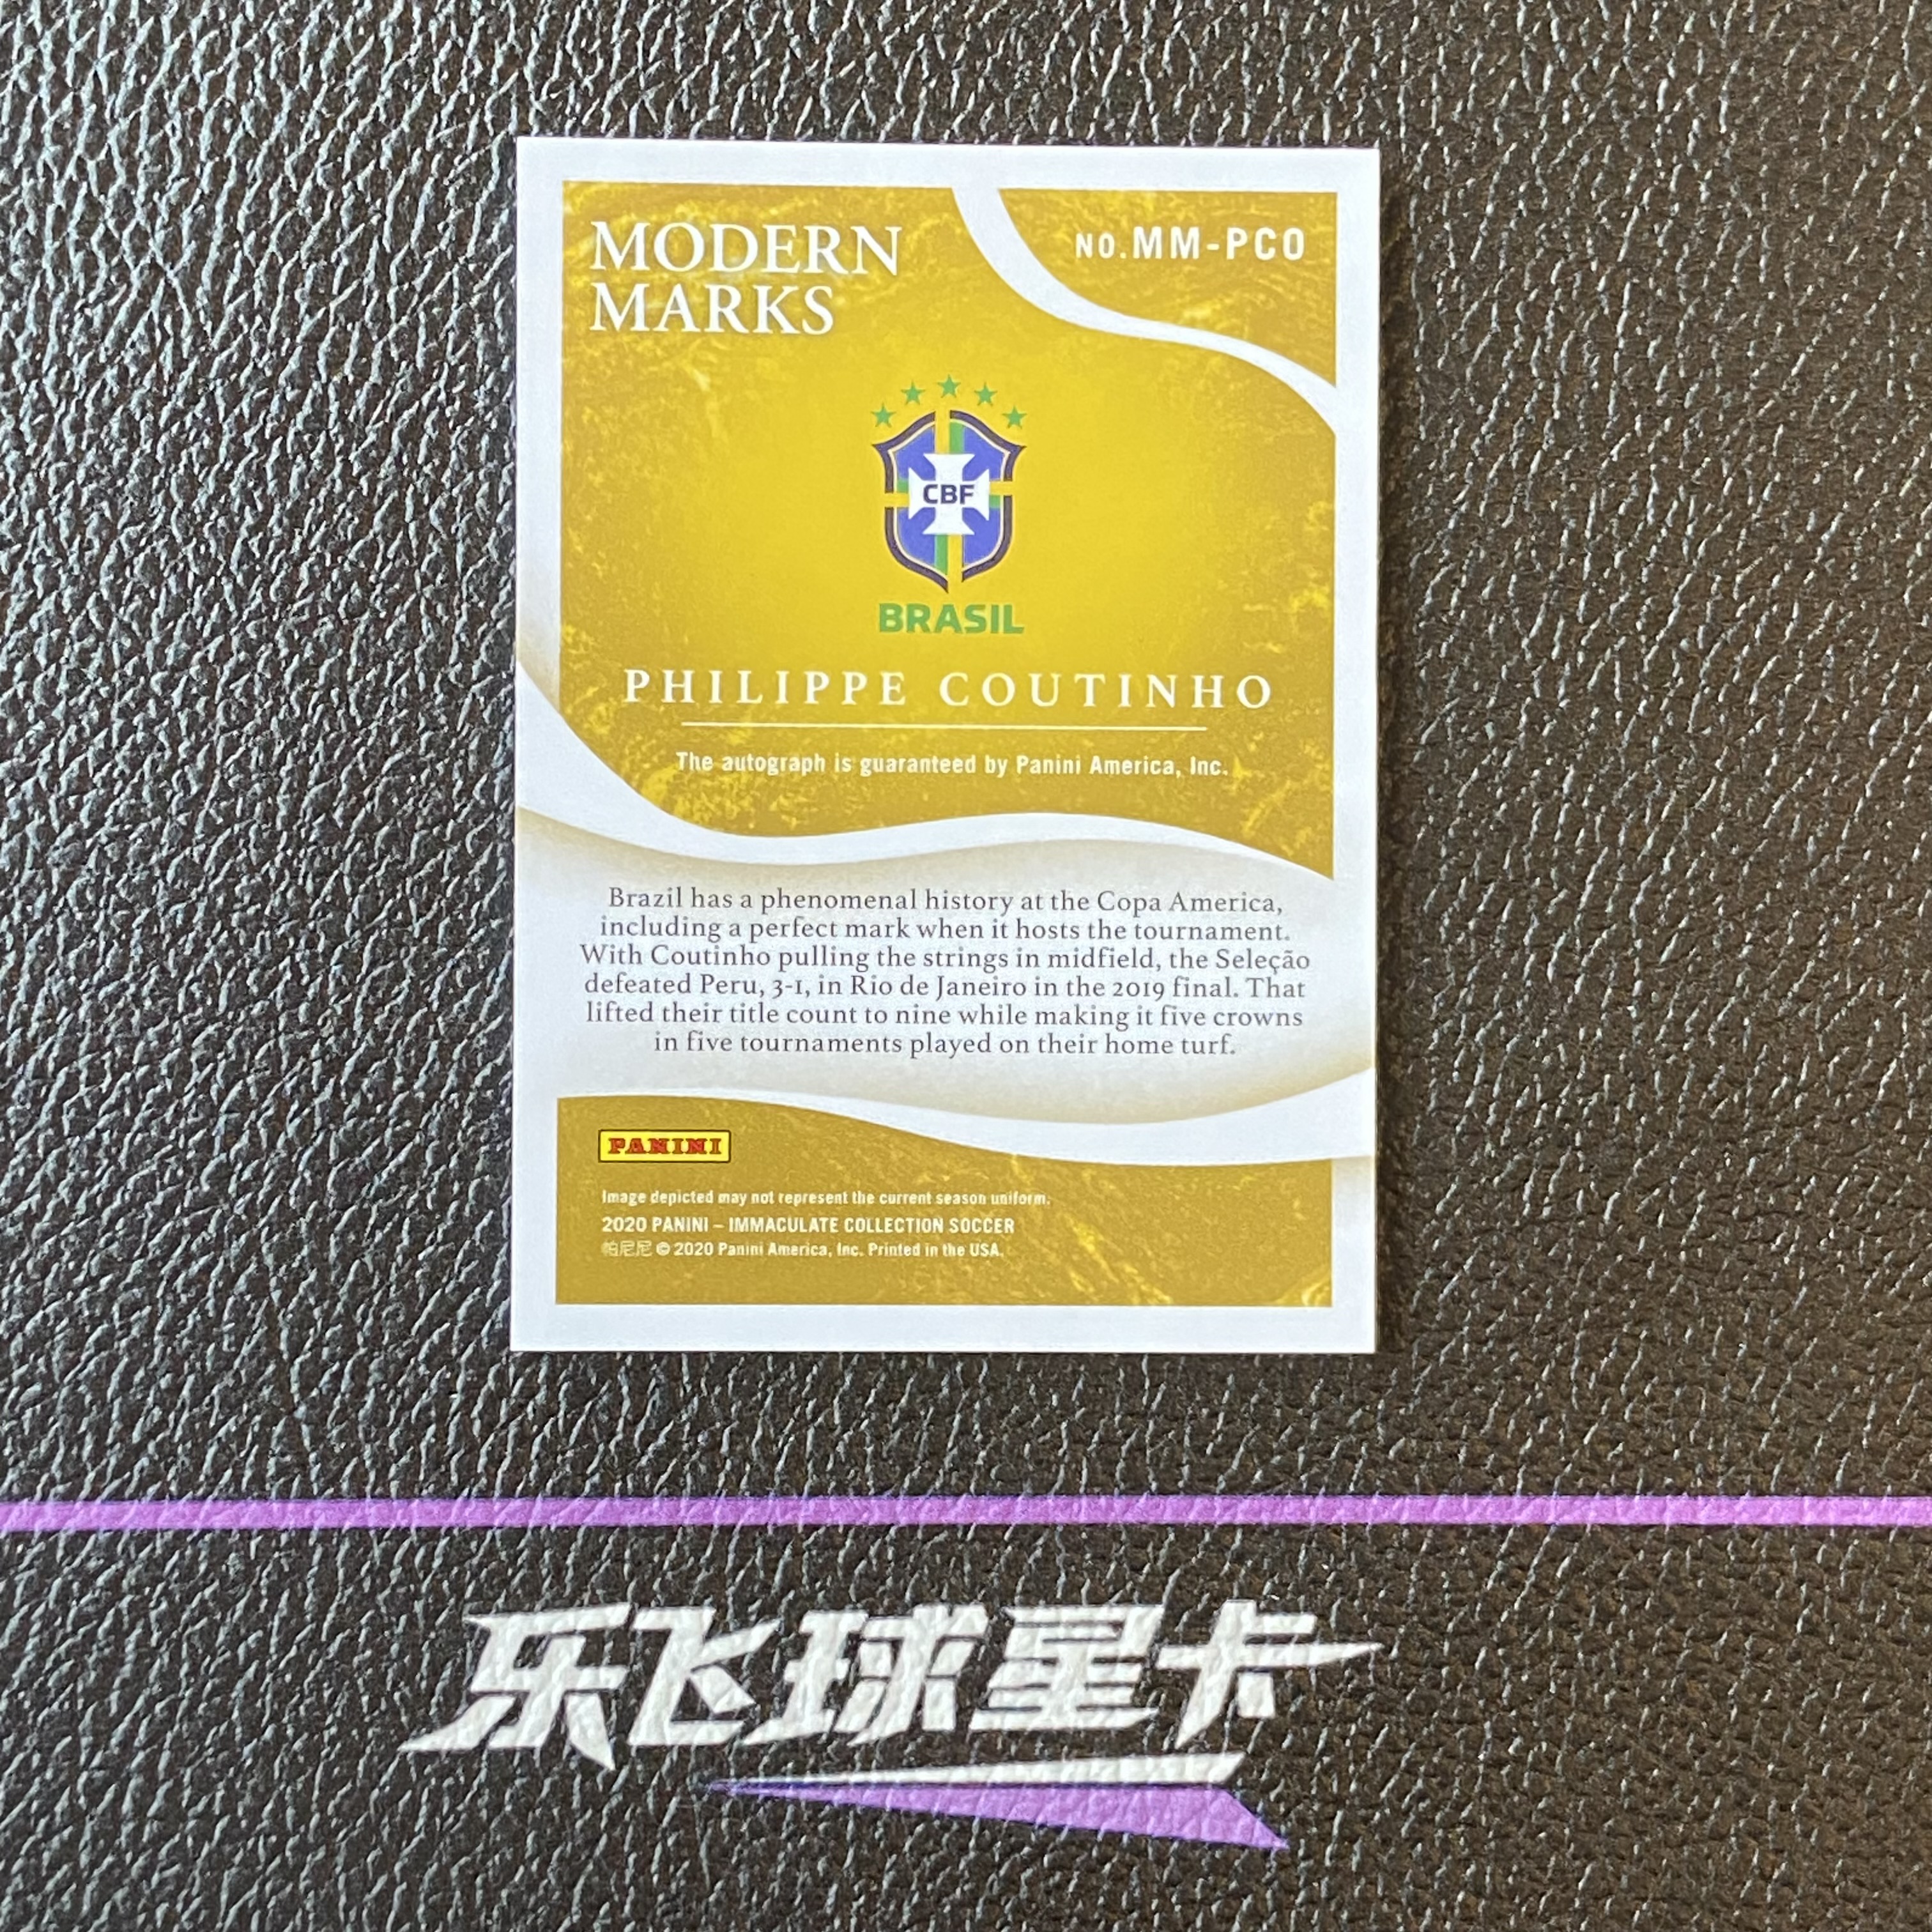 MODERN
MARKS
NO.MM-PCO
CBF
BRASIL
PHILIPPE COUTINHO
The autograph is guaranteed by Panini America, Inc.
Brazil has a phenomenal history at the Copa America,
including a perfect mark when it hosts the tournament.
With Coutinho pulling the strings in midfield, the Seleção
defeated Peru, 3-1, in Rio de Janeiro in the 2019 final. That
lifted their title count to nine while making it five crowns
in five tournaments played on their home turf.
PANINI
Image depicted may not represent the current season uniform.
2020 PANINI – IMMACULATE COLLECTION SOCCER
帕尼尼 © 2020 Panini America, Inc. Printed in the USA.
乐飞球星卡